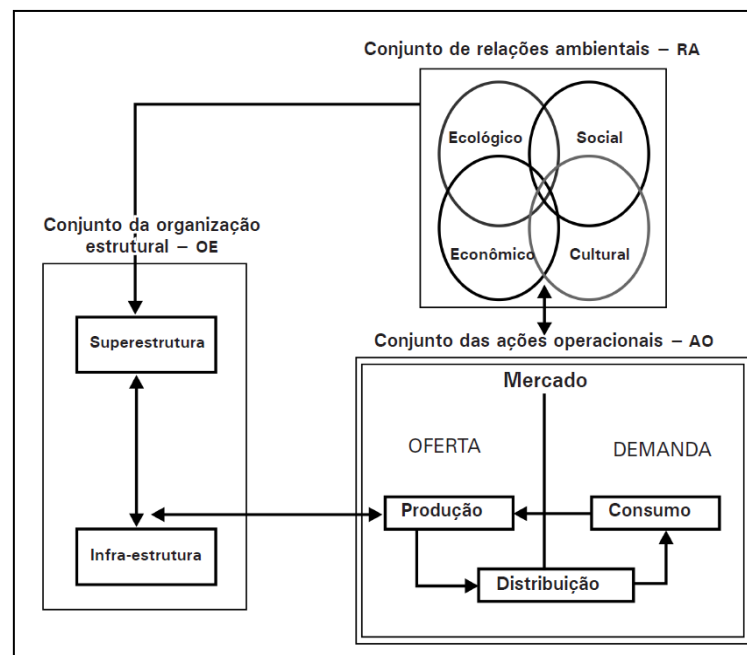 Conjunto de relações ambientais – RA
Ecológico
Social
Econômico
Cultural
Conjunto da organização
estrutural – OE
Superestrutura
Infra-estrutura
Conjunto das ações operacionais – AO
Mercado
OFERTA
DEMANDA
Produção
Consumo
Distribuição